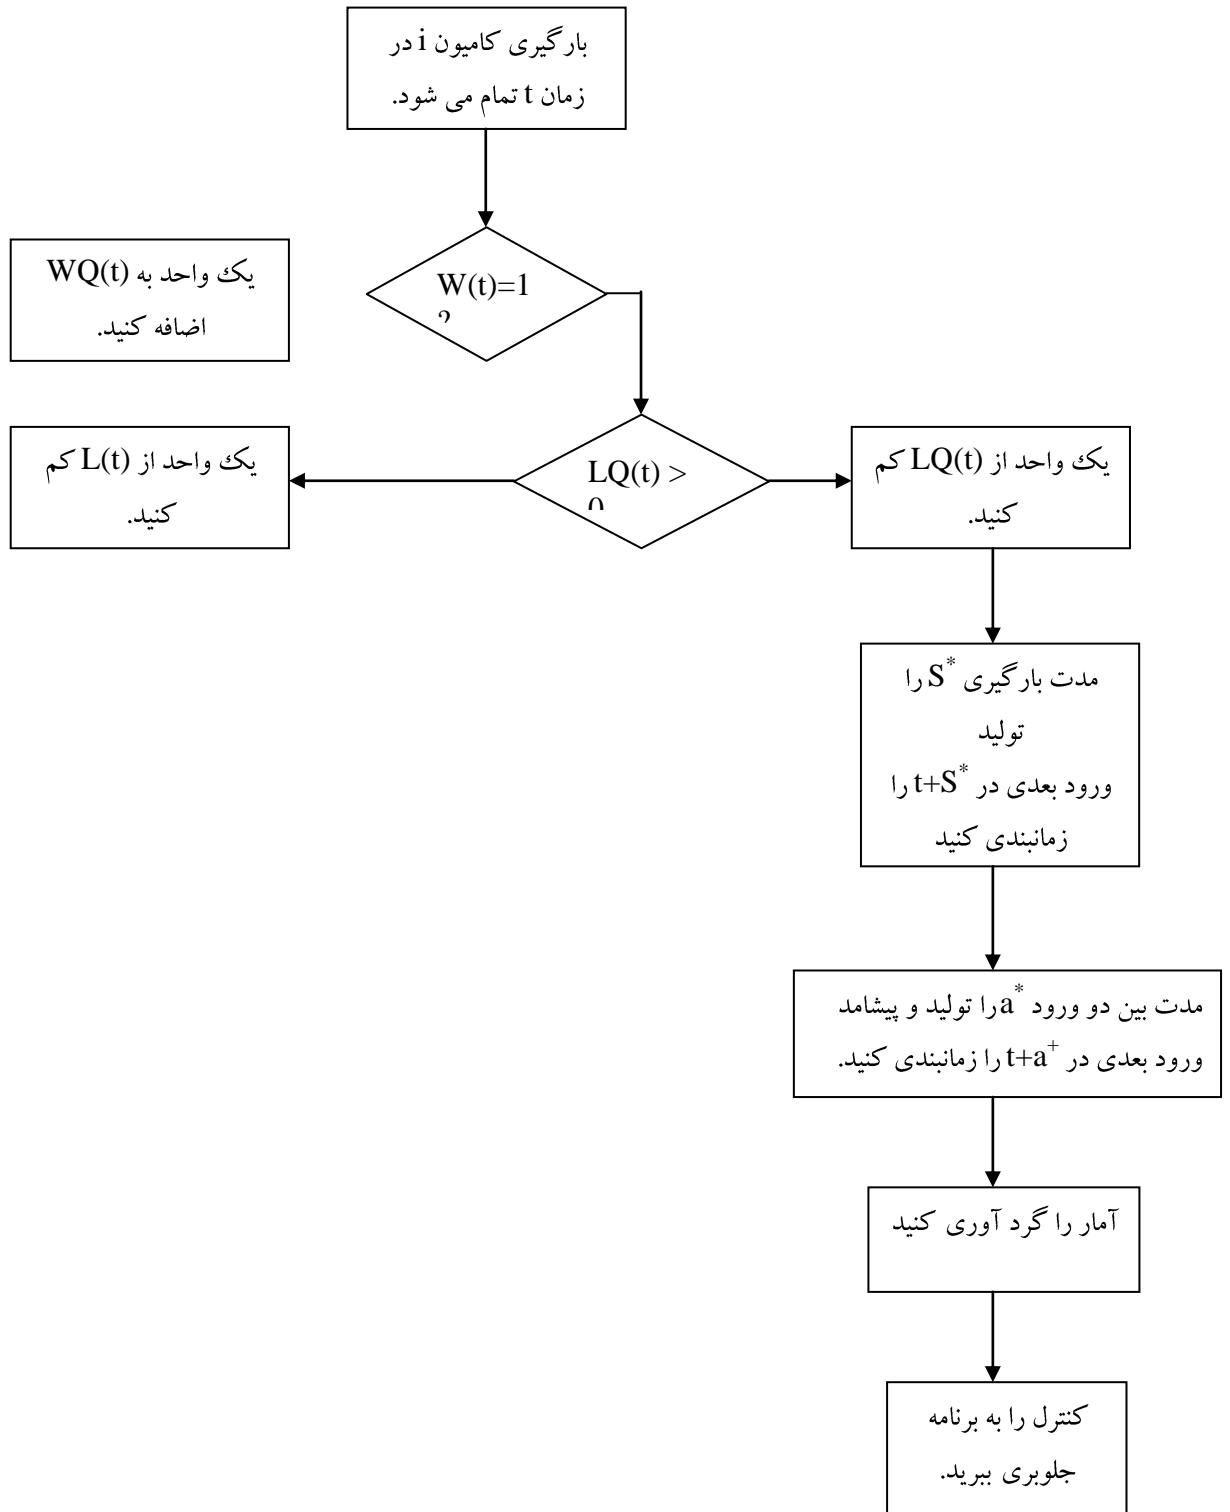 بارگیری کامیون i در
زمان t تمام می شود.
W(t)=1
?
یک واحد به WQ(t)
اضافه کنید.
LQ(t) >
0
یک واحد از LQ(t) کم
کنید.
یک واحد از L(t) کم
کنید.
مدت بارگیری S* را
تولید
ورود بعدی در t+S* را
زمانبندی کنید
مدت بین دو ورود a* را تولید و پیشامد
ورود بعدی در t+a+ را زمانبندی کنید.
آمار را گرد آوری کنید
کنترل را به برنامه
جلوبری ببرید.